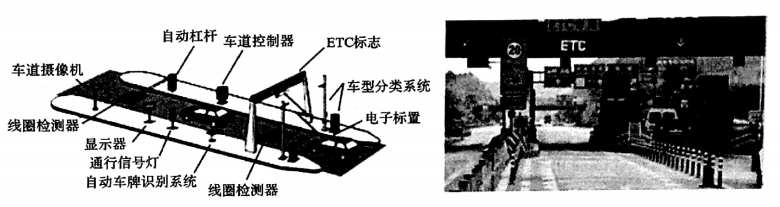 自动杠杆
车道控制器
ETC标志
车道摄像机
车型分类系统
线圈检测器
电子标置
显示器
通行信号灯
自动车牌识别系统
线圈检测器
20
ETC